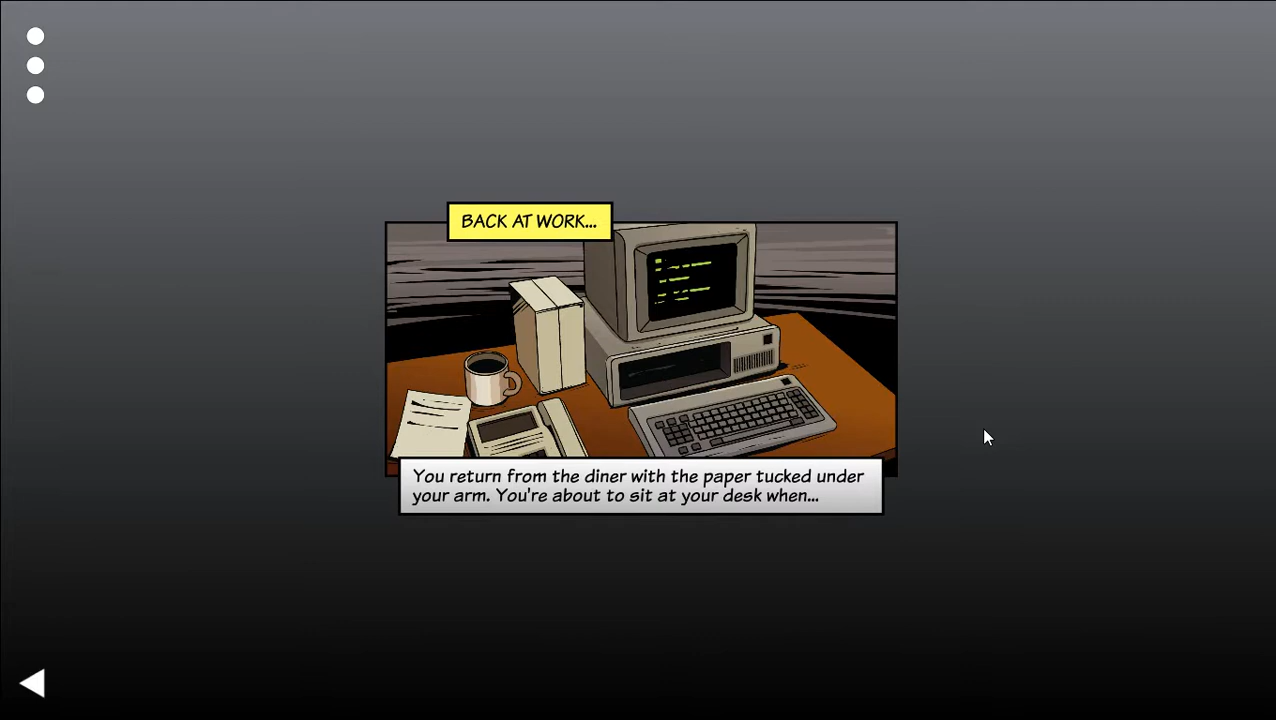 BACK AT WORK...
You return from the diner with the paper tucked under
your arm. You're about to sit at your desk when...